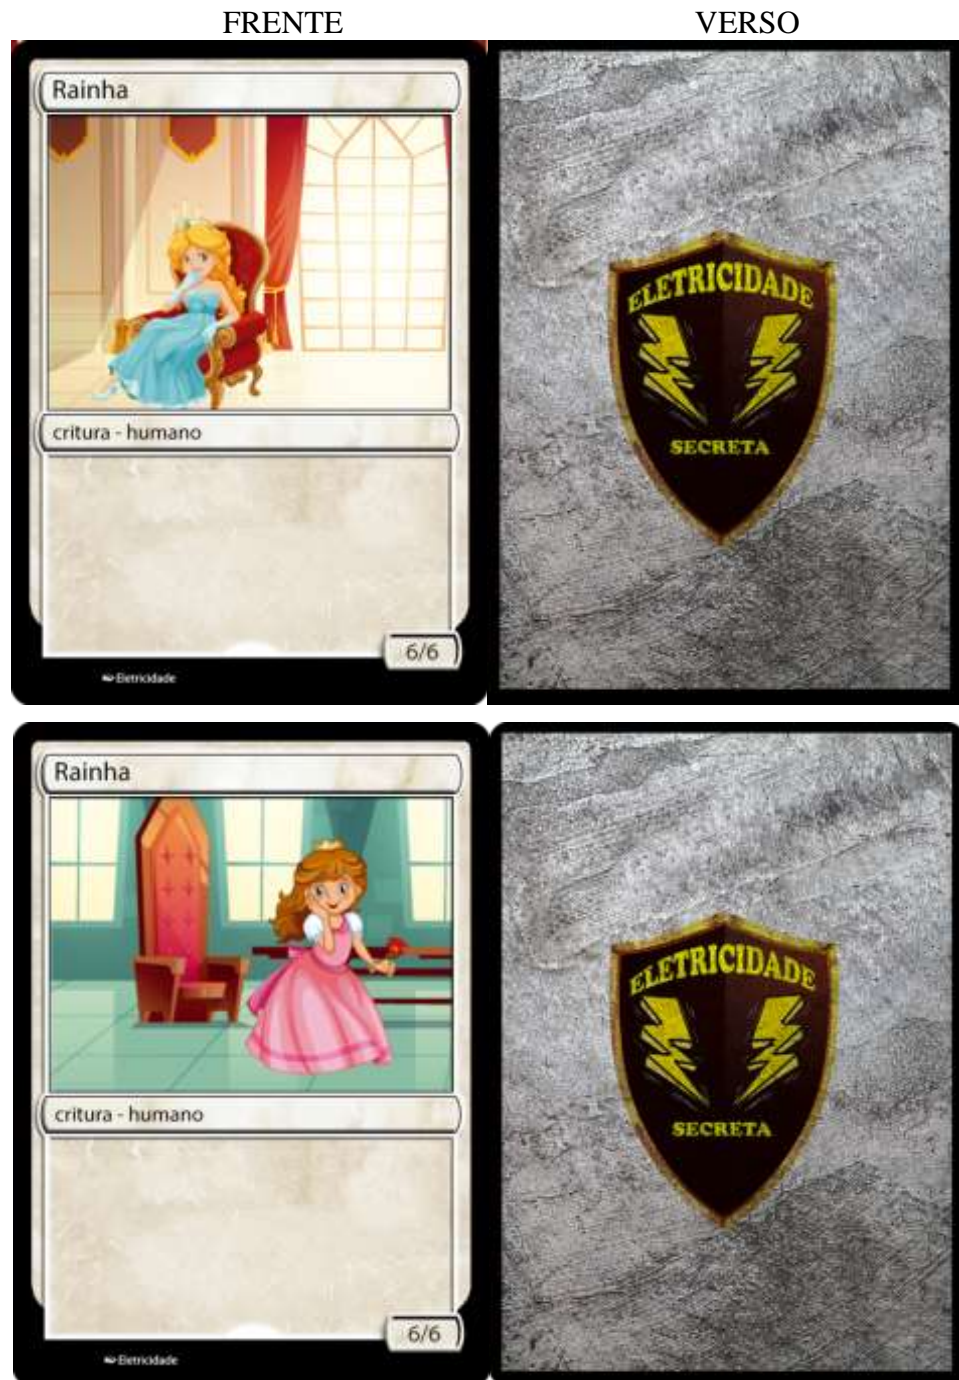 FRENTE VERSO
Rainha
ELETRICIDADE
SECRETA
critura - humano
6/6
Eletricidade
Rainha
ELETRICIDADE
SECRETA
critura - humano
6/6
Eletricidade